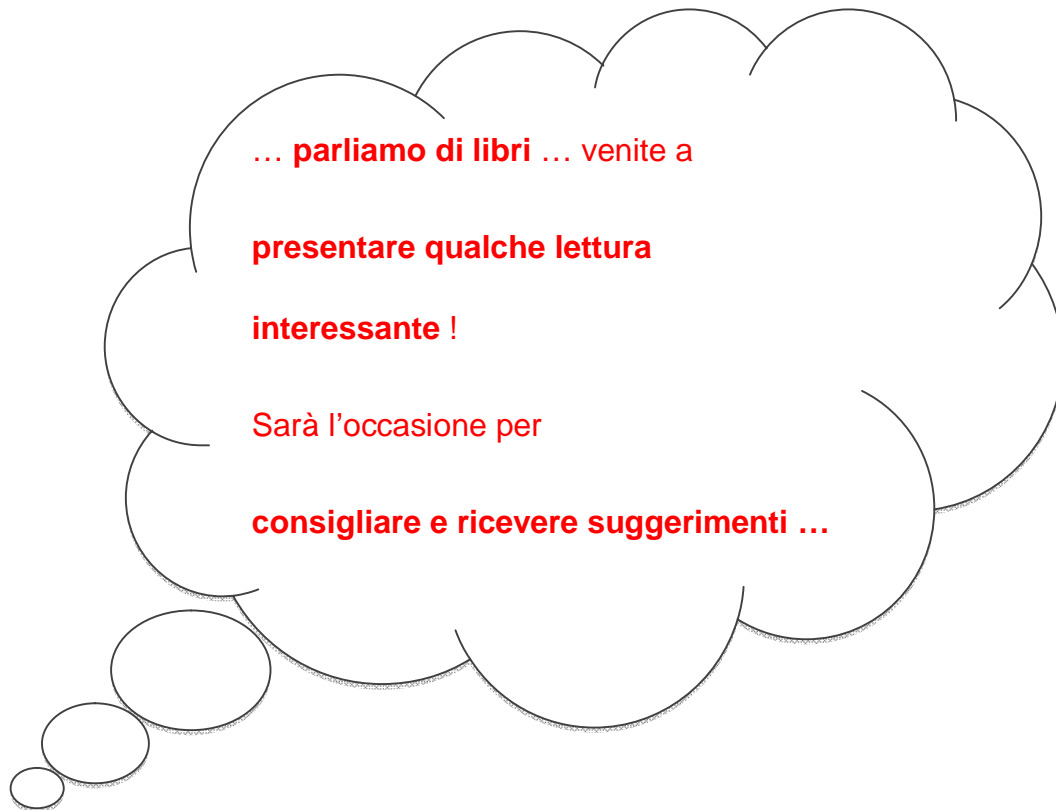 … parliamo di libri … venite a
presentare qualche lettura
interessante !
Sarà l'occasione per
consigliare e ricevere suggerimenti …